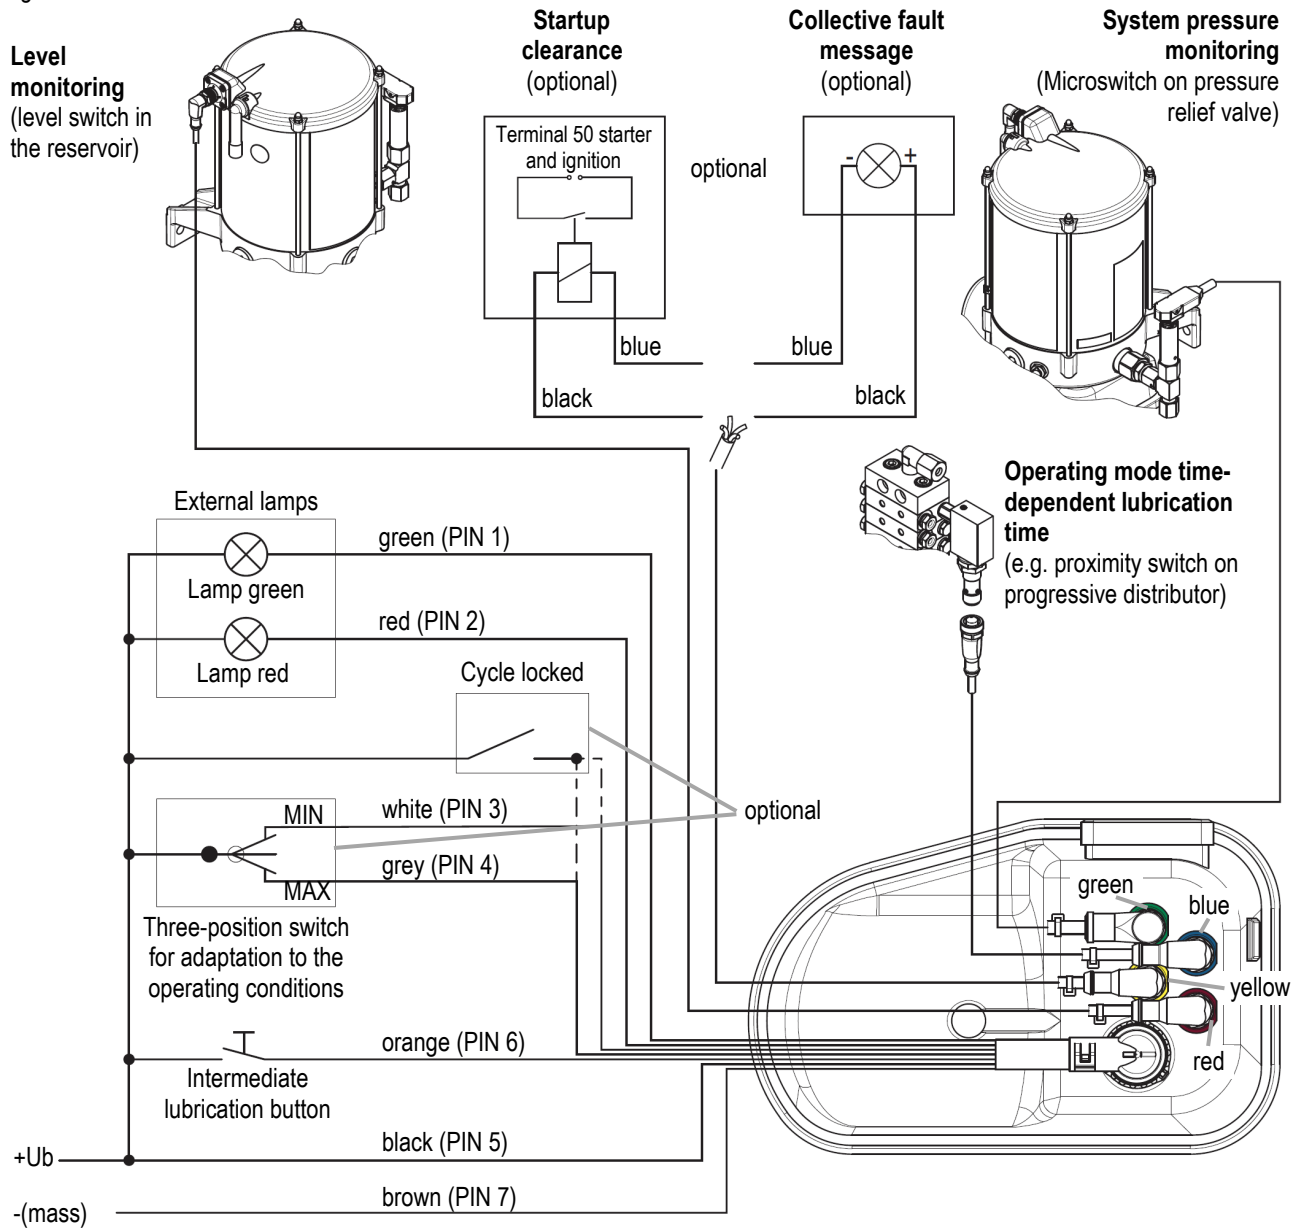 Level
monitoring
(level switch in
the reservoir)
Startup
clearance
(optional)
Collective fault
message
(optional)
System pressure
monitoring
(Microswitch on pressure
relief valve)
Terminal 50 starter
and ignition
optional
-
+
blue
blue
black
black
Operating mode time-
dependent lubrication
time
(e.g. proximity switch on
progressive distributor)
External lamps
green (PIN 1)
Lamp green
red (PIN 2)
Lamp red
Cycle locked
MIN
white (PIN 3)
optional
grey (PIN 4)
MAX
Three-position switch
for adaptation to the
operating conditions
green
blue
yellow
red
orange (PIN 6)
Intermediate
lubrication button
black (PIN 5)
+Ub
brown (PIN 7)
-(mass)